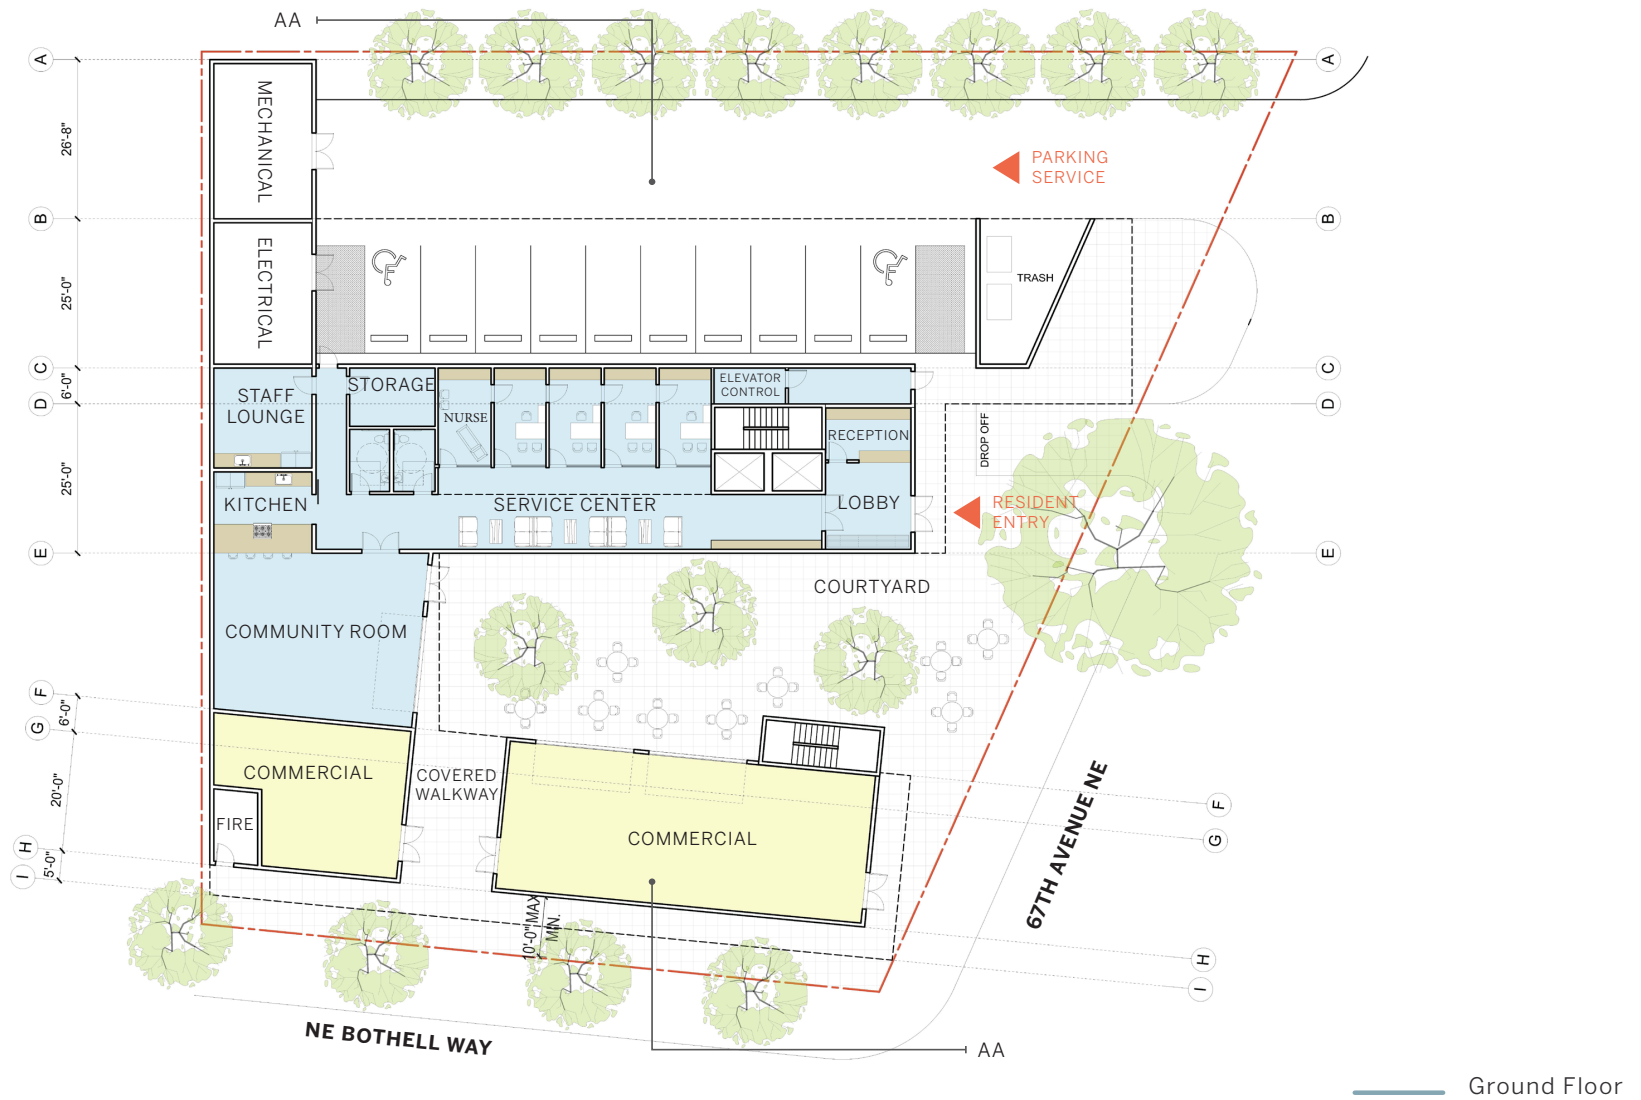 AA
A
A
MECHANICAL
26'-8"
PARKING
SERVICE
B
B
ELECTRICAL
25'-0"
TRASH
C
C
6'-0"
STAFF
LOUNGE
STORAGE
NURSE
ELEVATOR
CONTROL
D
D
RECEPTION
DROP OFF
25'-0"
KITCHEN
SERVICE CENTER
LOBBY
RESIDENT
ENTRY
E
E
COURTYARD
COMMUNITY ROOM
F
6'-0"
G
COMMERCIAL
COVERED
WALKWAY
20'-0"
FIRE
COMMERCIAL
F
G
H
5'-0"
I
67TH AVENUE NE
10'-0" MAX
MIN.
H
I
NE BOTHELL WAY
AA
Ground Floor